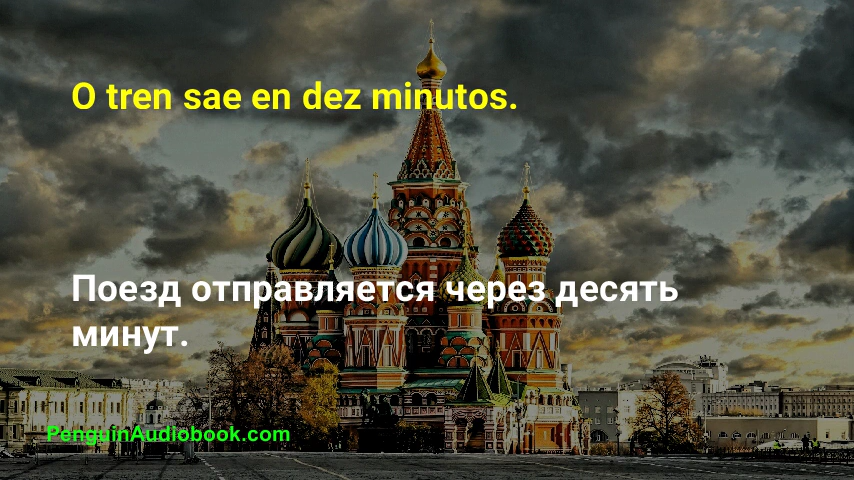 O tren sae en dez minutos.
Поезд отправляется через десять
минут.
PenguinAudiobook.com